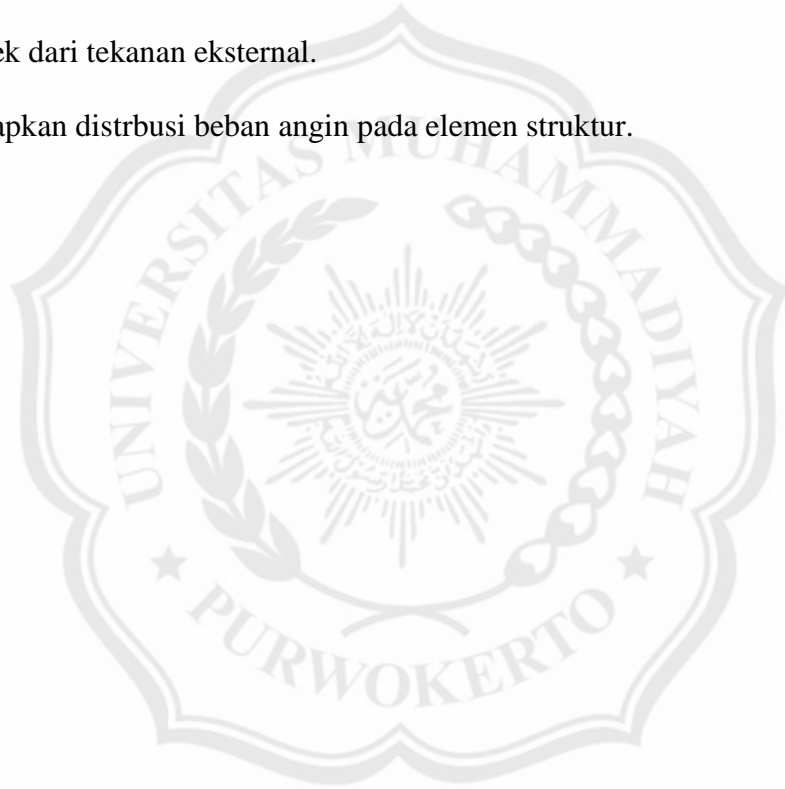 ek dari tekanan eksternal.
apkan distrbusi beban angin pada elemen struktur.
UNIVERSITAS MUHAMMADIYAH
PURWOKERTO